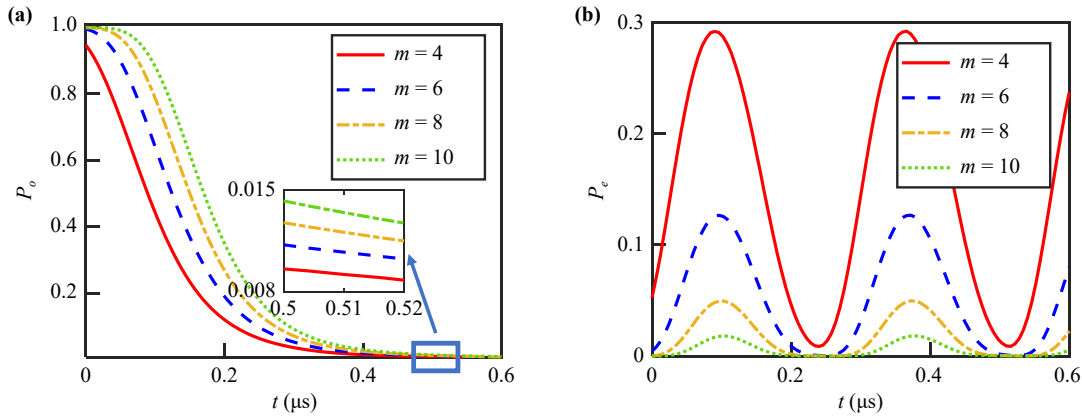 (a)
1.0
0.8
0.6
0.4
0.2
P_o
m = 4
m = 6
m = 8
m = 10
0.015
0.008
0.5 0.51 0.52
0 0.2 0.4 0.6
t (μs)
(b)
0.3
0.2
0.1
0
P_e
m = 4
m = 6
m = 8
m = 10
0 0.2 0.4 0.6
t (μs)